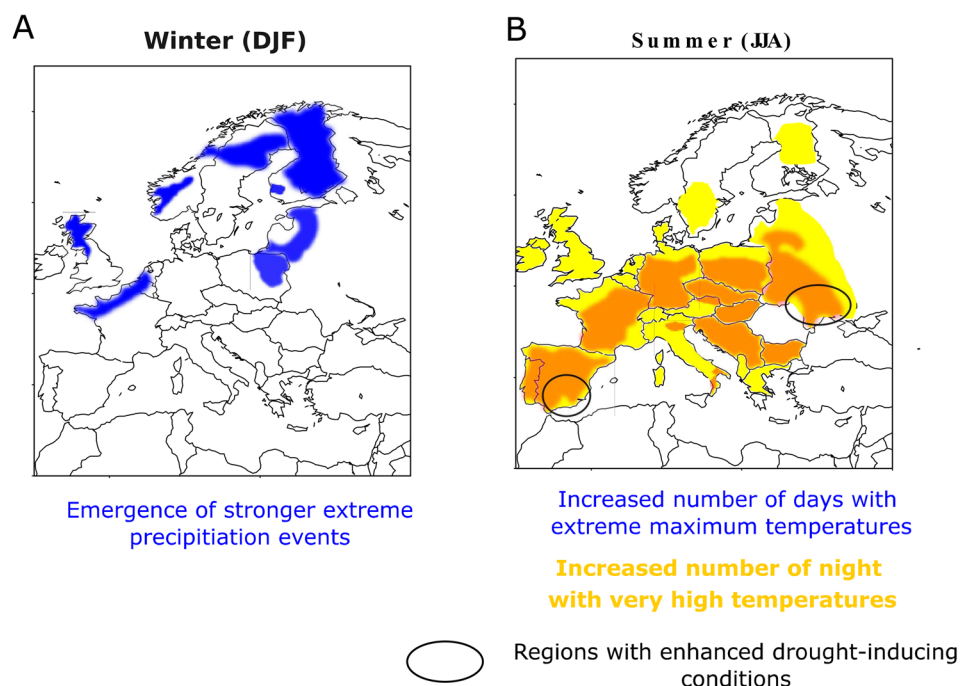 A
Winter (DJF)
Emergence of stronger extreme
precipitiation events
B
Summer (JJA)
Increased number of days with
extreme maximum temperatures
Increased number of night
with very high temperatures
Regions with enhanced drought-inducing
conditions